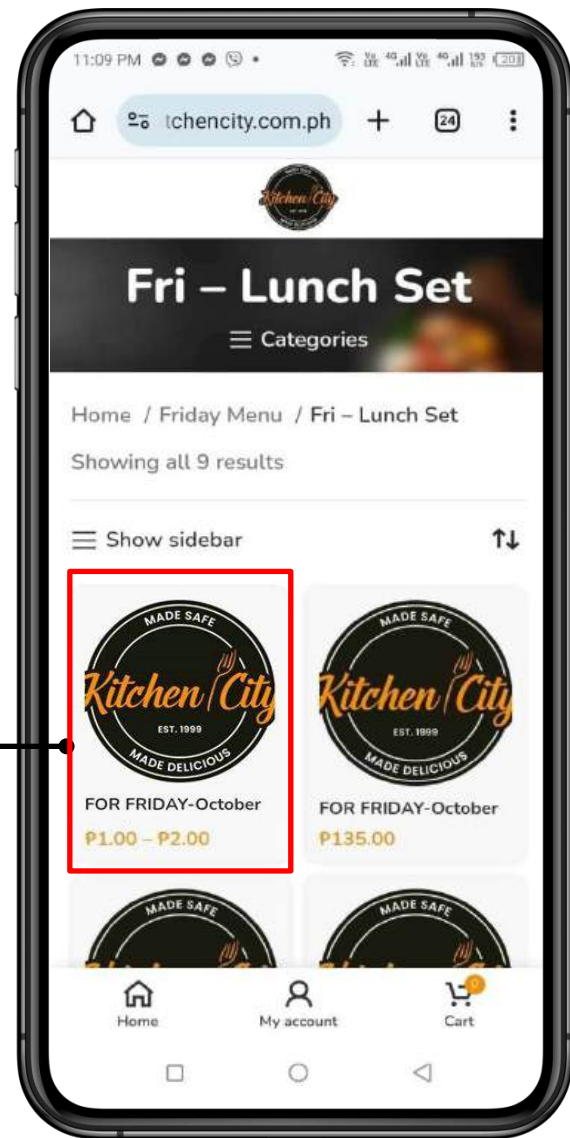 11:09 PM
tchencity.com.ph
24
Kitchen City
Fri – Lunch Set
Categories
Home / Friday Menu / Fri – Lunch Set
Showing all 9 results
Show sidebar
MADE SAFE
Kitchen City
EST. 1999
MADE DELICIOUS
FOR FRIDAY-October
₱1.00 – ₱2.00
MADE SAFE
Kitchen City
EST. 1999
MADE DELICIOUS
FOR FRIDAY-October
₱135.00
MADE SAFE
MADE SAFE
0
Home
My account
Cart